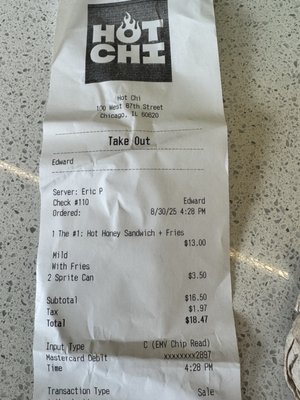 HOT
CHI
Hot Chi
100 West 87th Street
Chicago, IL 60620
Take Out
Edward
Server: Eric P
Check #110 Edward
Ordered: 8/30/25 4:28 PM
1 The #1: Hot Honey Sandwich + Fries
$13.00
Mild
With Fries
2 Sprite Can $3.50
Subtotal $16.50
Tax $1.97
Total $18.47
Input Type C (EMV Chip Read)
Mastercard Debit xxxxxxxx2897
Time 4:28 PM
Transaction Type Sale